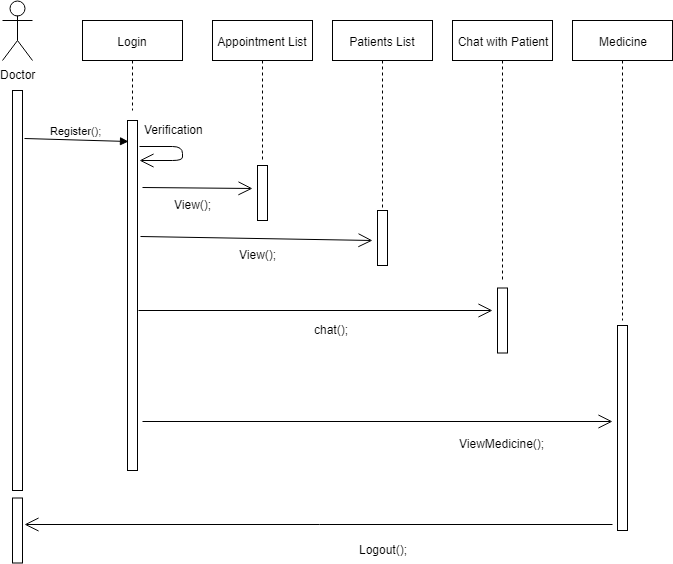 Login
Appointment List
Patients List
Chat with Patient
Medicine
Doctor
Register();
Verification
View();
View();
chat();
ViewMedicine();
Logout();